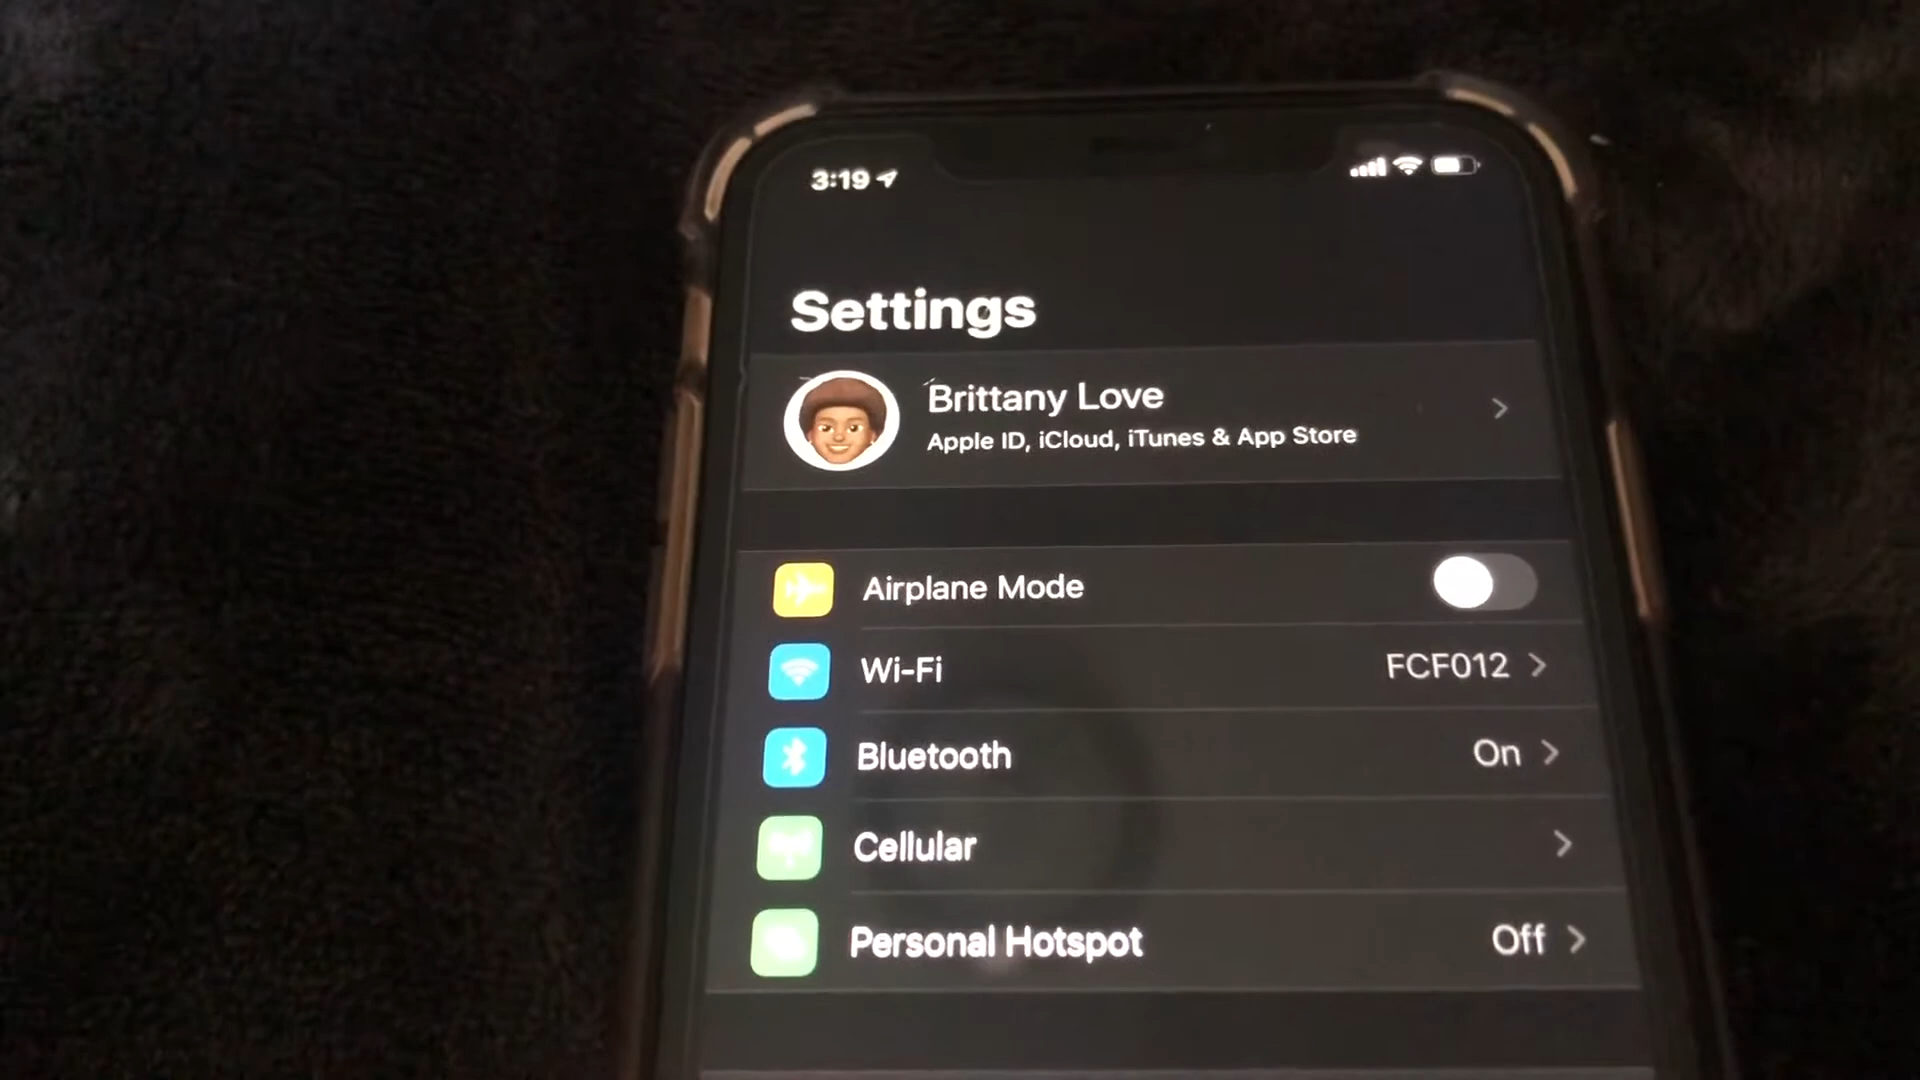 3:19
Settings
Brittany Love
Apple ID, iCloud, iTunes & App Store
Airplane Mode
Wi-Fi FCF012
Bluetooth On
Cellular
Personal Hotspot Off